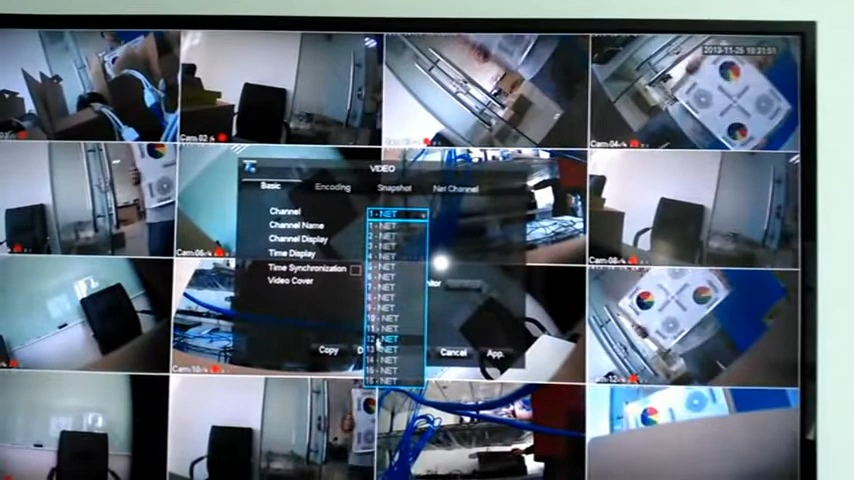 2013-11-25 10:31:51
Cam 02
Cam 04
VIDEO
Basic Encoding Snapshot Net Channel
Channel 1 - NET
Channel Name 1 - NET
2 - NET
Channel Display 3 - NET
Time Display 4 - NET
Time Synchronization 5 - NET
Video Cover 6 - NET
7 - NET
8 - NET
9 - NET
10 - NET
11 - NET
12 - NET
13 - NET
14 - NET
15 - NET
16 - NET
Copy Cancel App.
Cam 06
Cam 08
Cam 10
Cam 12